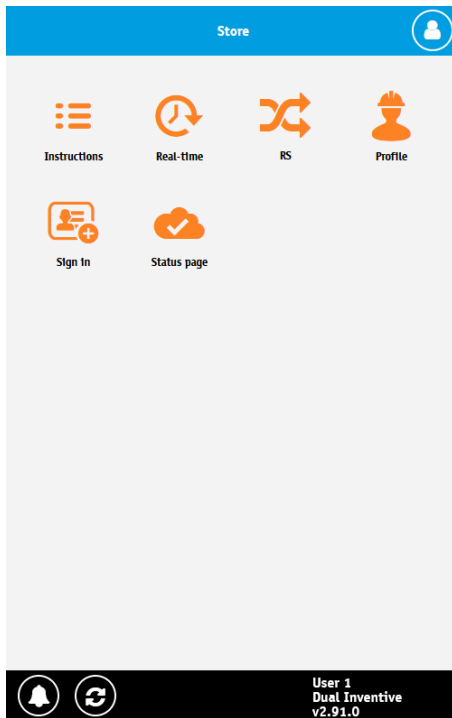 Store
Instructions
Real-time
RS
Profile
Sign in
Status page
User 1
Dual Inventive
v2.91.0